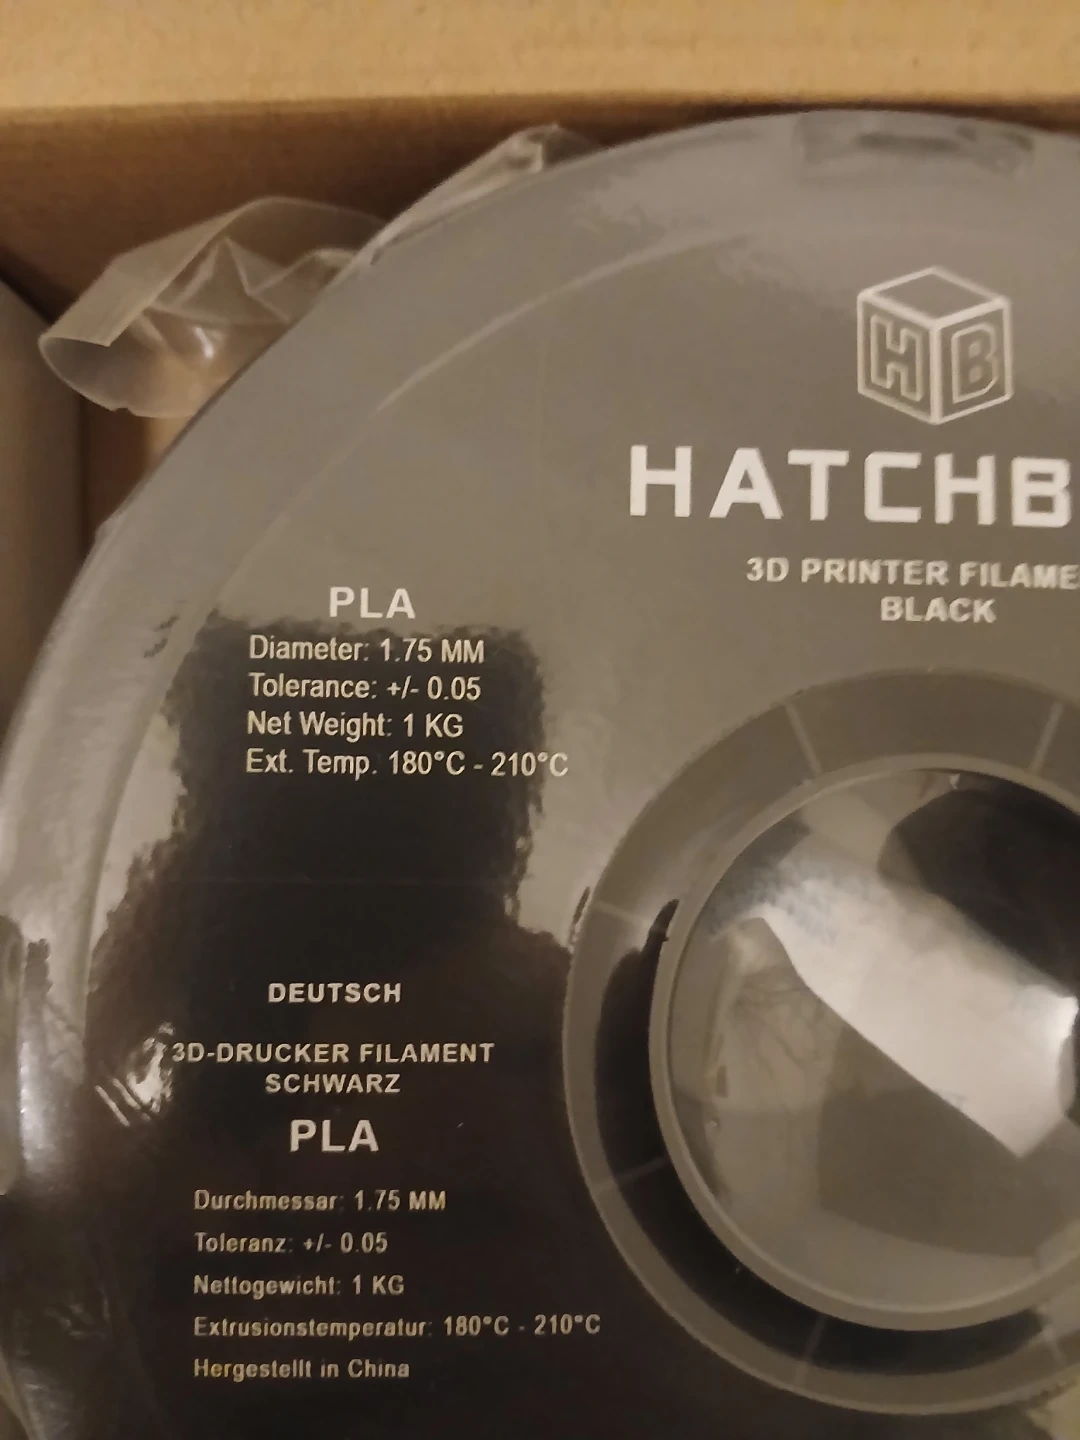 HB
HATCHB
3D PRINTER FILAME
BLACK
PLA
Diameter: 1.75 MM
Tolerance: +/- 0.05
Net Weight: 1 KG
Ext. Temp. 180°C - 210°C
DEUTSCH
3D-DRUCKER FILAMENT
SCHWARZ
PLA
Durchmessar: 1.75 MM
Toleranz: +/- 0.05
Nettogewicht: 1 KG
Extrusionstemperatur: 180°C - 210°C
Hergestellt in China